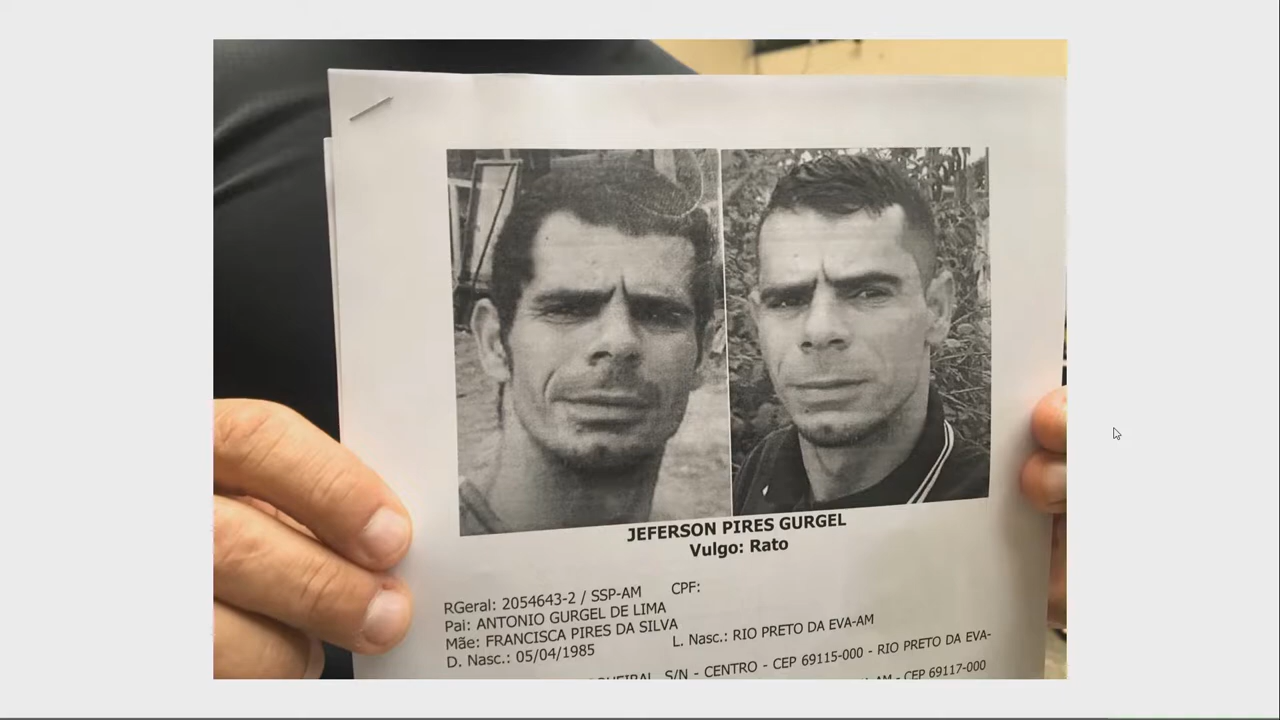 JEFERSON PIRES GURGEL
Vulgo: Rato
RGeral: 2054643-2 / SSP-AM CPF:
Pai: ANTONIO GURGEL DE LIMA
Mãe: FRANCISCA PIRES DA SILVA
D. Nasc.: 05/04/1985 L. Nasc.: RIO PRETO DA EVA-AM
S/N - CENTRO - CEP 69115-000 - RIO PRETO DA EVA-
AM - CEP 69117-000